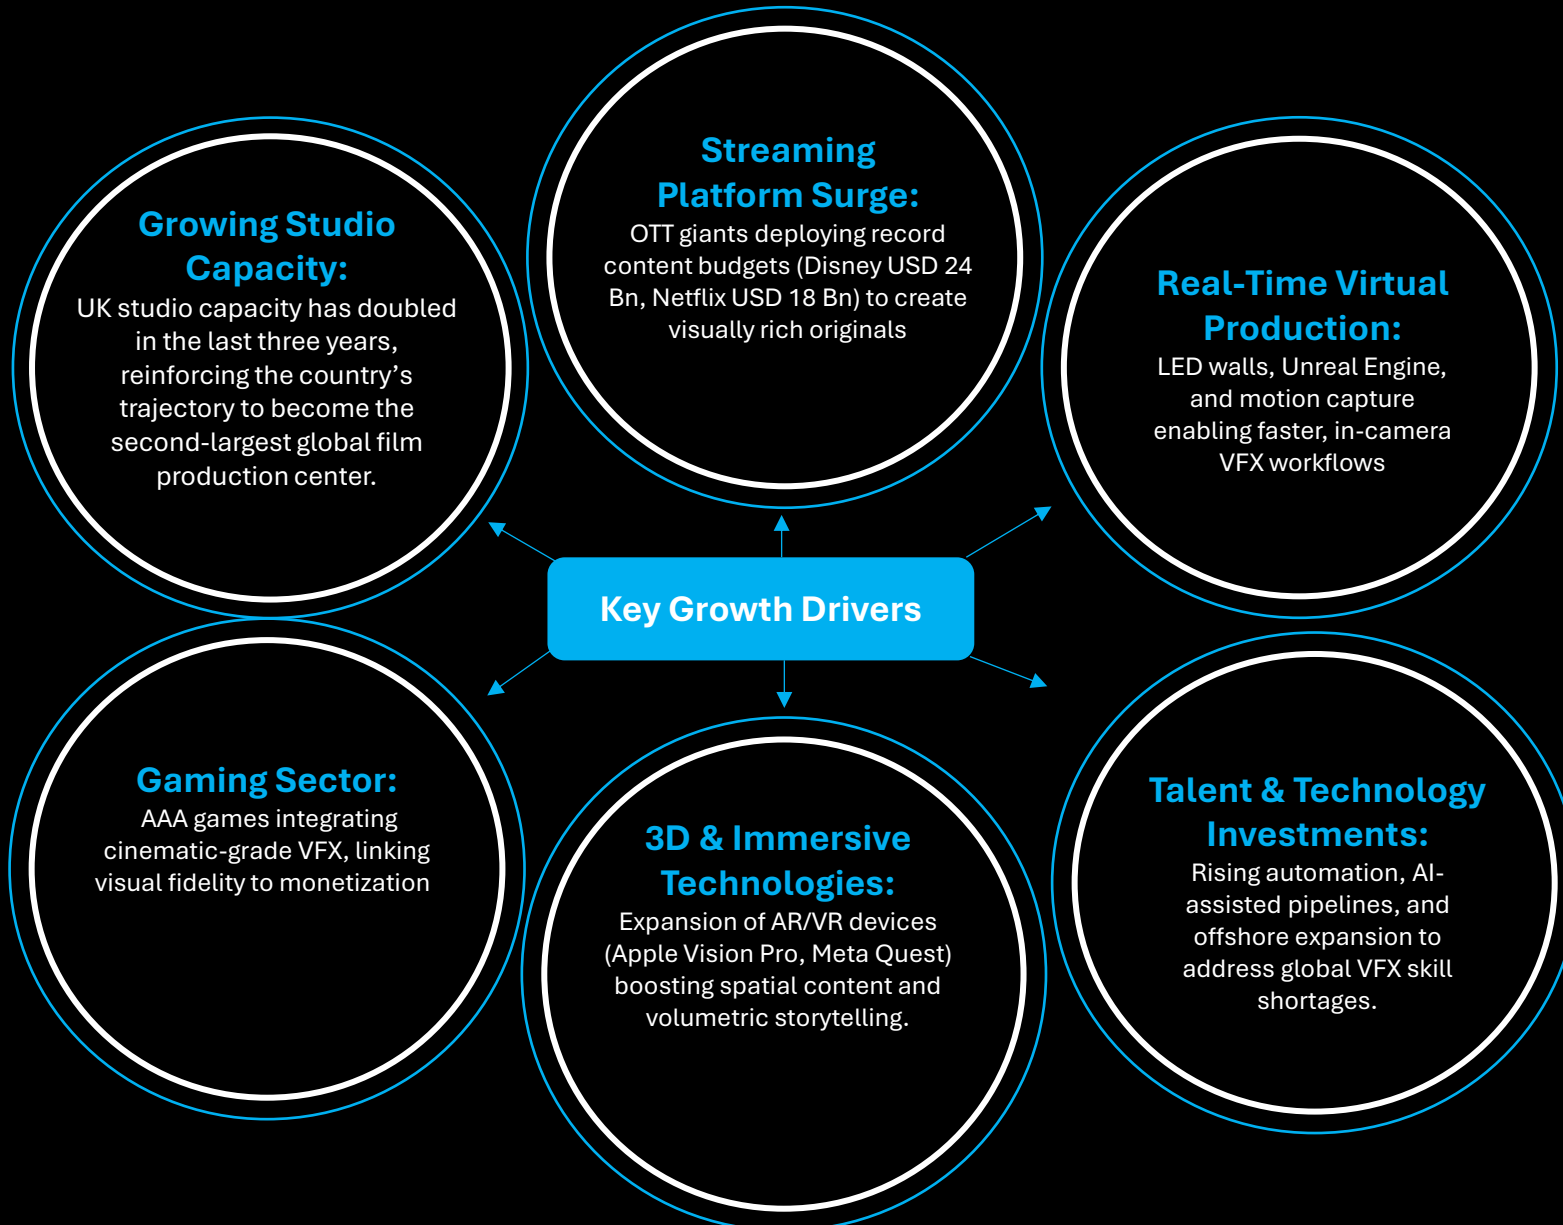 Growing Studio
Capacity:
UK studio capacity has doubled
in the last three years,
reinforcing the country’s
trajectory to become the
second-largest global film
production center.
Streaming
Platform Surge:
OTT giants deploying record
content budgets (Disney USD 24
Bn, Netflix USD 18 Bn) to create
visually rich originals
Real-Time Virtual
Production:
LED walls, Unreal Engine,
and motion capture
enabling faster, in-camera
VFX workflows
Key Growth Drivers
Gaming Sector:
AAA games integrating
cinematic-grade VFX, linking
visual fidelity to monetization
3D & Immersive
Technologies:
Expansion of AR/VR devices
(Apple Vision Pro, Meta Quest)
boosting spatial content and
volumetric storytelling.
Talent & Technology
Investments:
Rising automation, AI-
assisted pipelines, and
offshore expansion to
address global VFX skill
shortages.